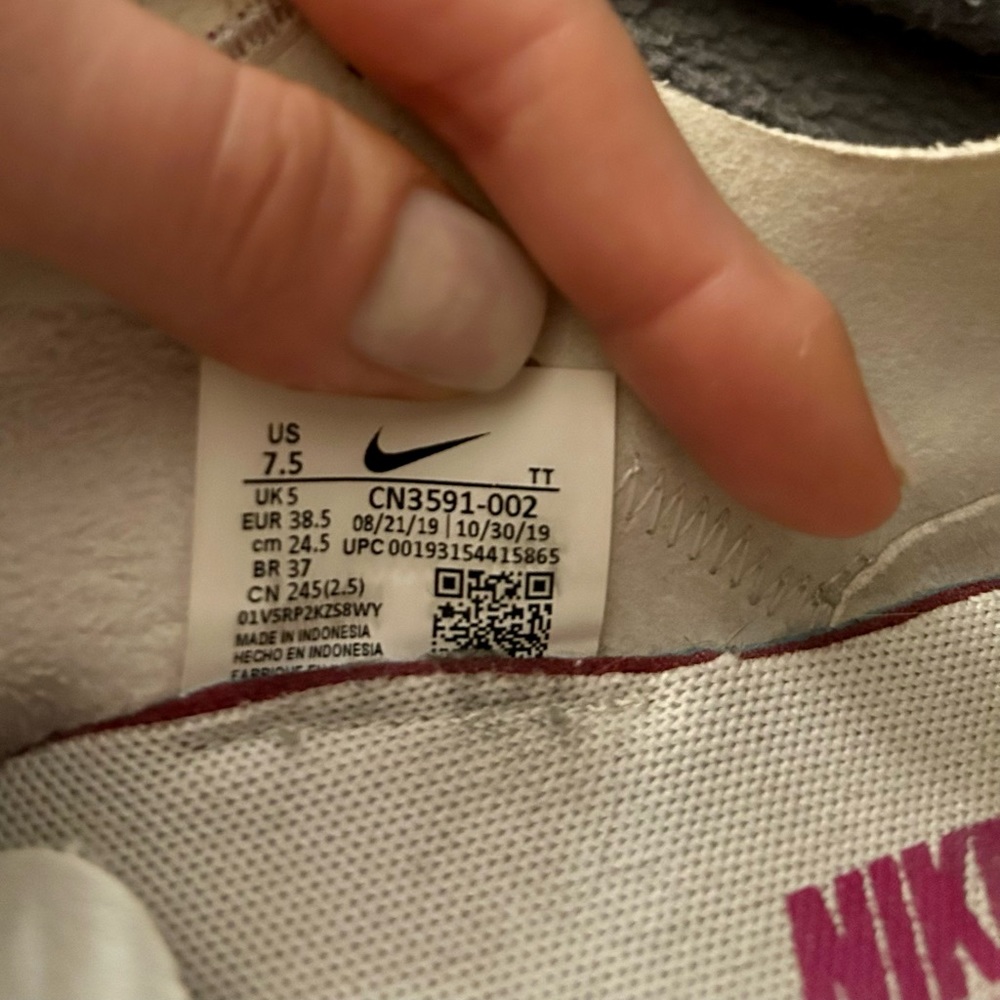 US
7.5
TT
UK 5
CN3591-002
EUR 38.5
08/21/19 | 10/30/19
cm 24.5
UPC 00193154415865
BR 37
CN 245(2.5)
01VSRP2KZS8WY
MADE IN INDONESIA
HECHO EN INDONESIA
NIK